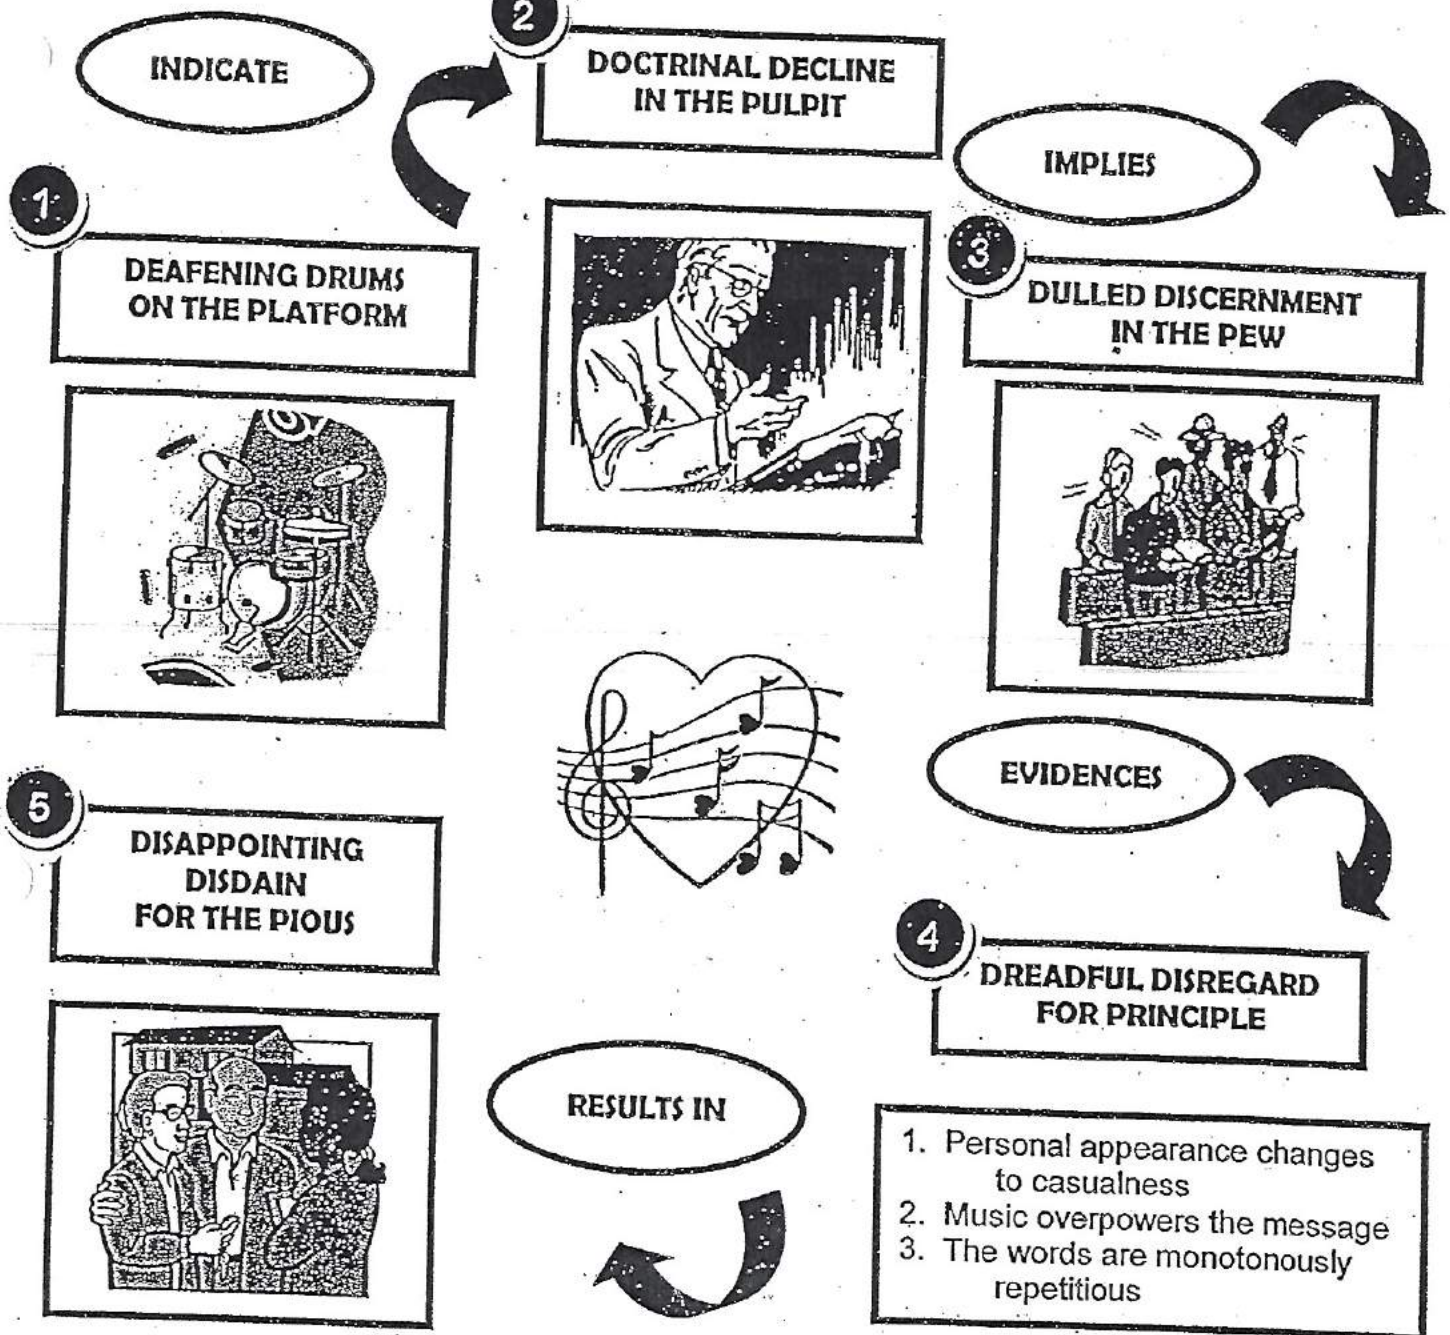 1
DEAFENING DRUMS
ON THE PLATFORM
INDICATE
2
DOCTRINAL DECLINE
IN THE PULPIT
IMPLIES
3
DULLED DISCERNMENT
IN THE PEW
EVIDENCES
4
DREADFUL DISREGARD
FOR PRINCIPLE
1. Personal appearance changes
to casualness
2. Music overpowers the message
3. The words are monotonously
repetitious
RESULTS IN
5
DISAPPOINTING
DISDAIN
FOR THE PIOUS